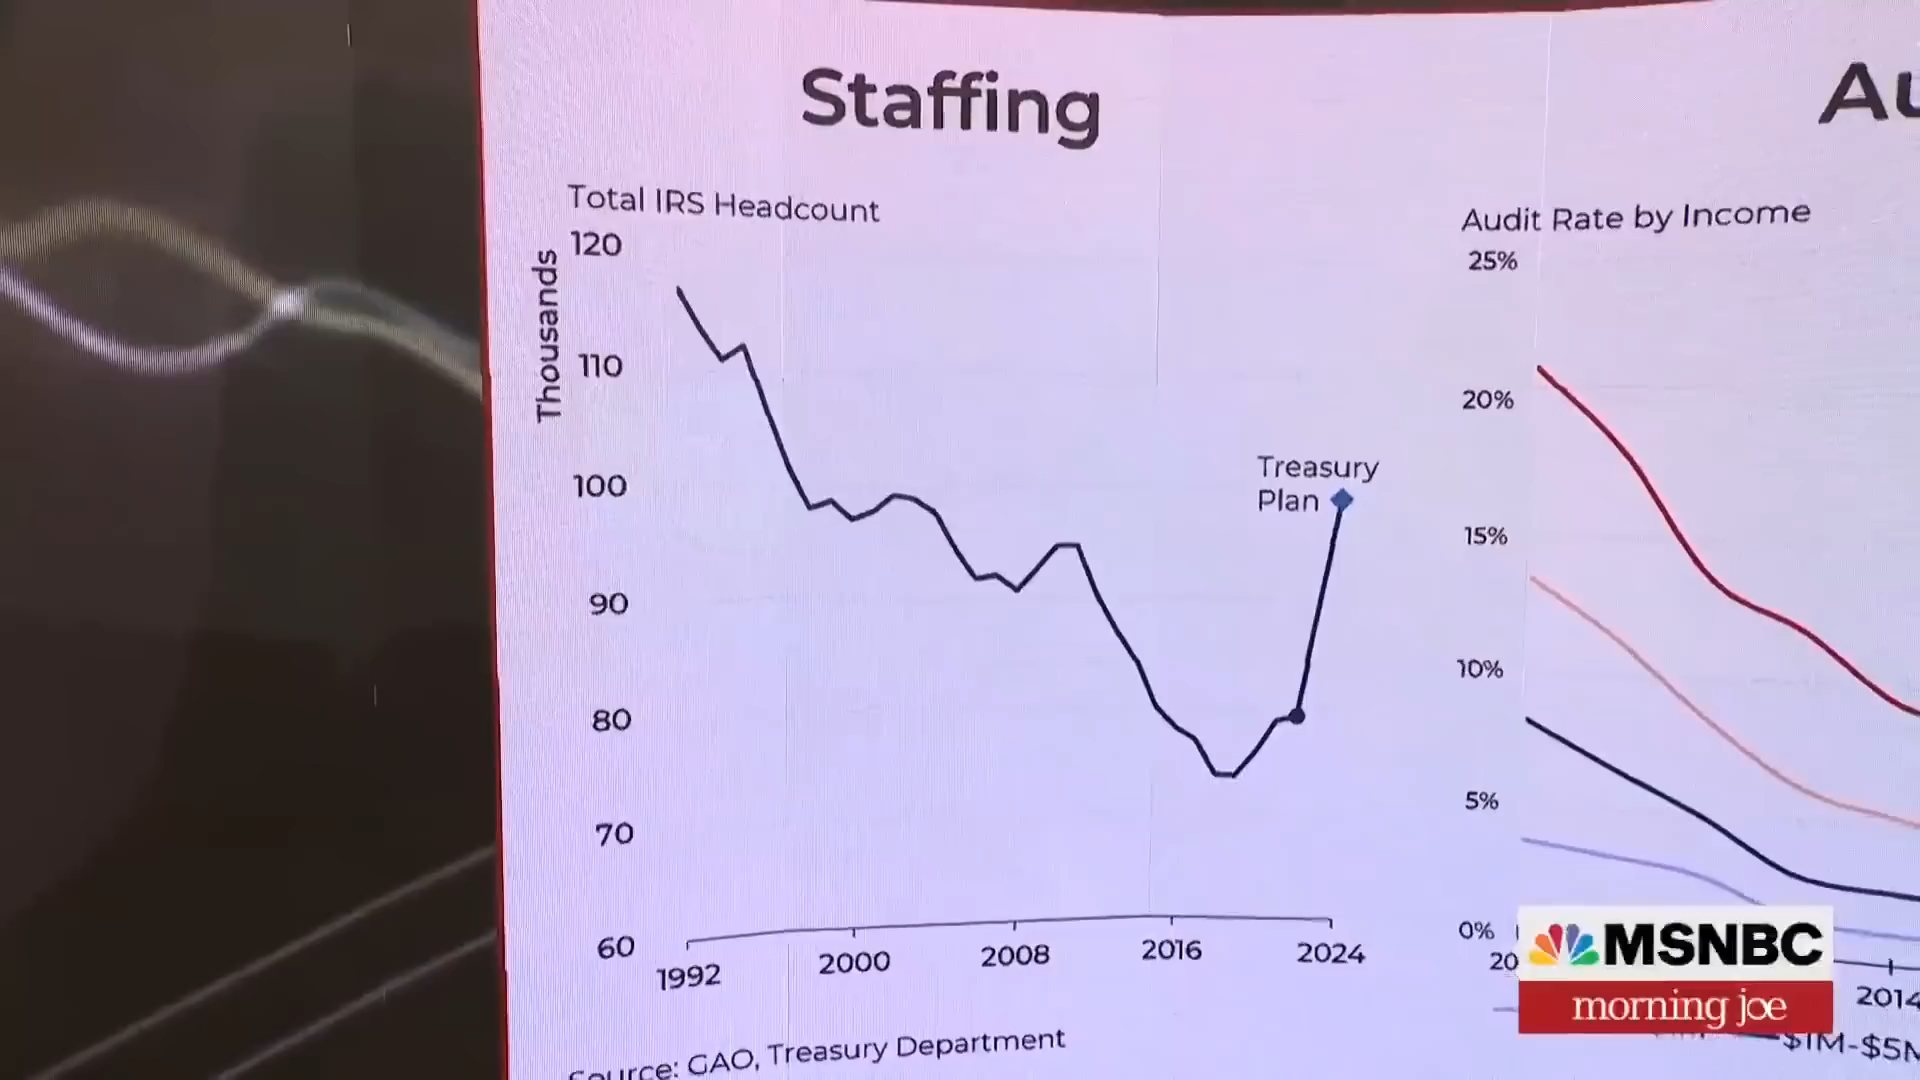 Staffing
Total IRS Headcount
Thousands
120
110
100
90
80
70
60
1992
2000
2008
2016
2024
Treasury
Plan
Source: GAO, Treasury Department
Audit Rate by Income
25%
20%
15%
10%
5%
0%
2014
$1M-$5M
MSNBC
morning joe